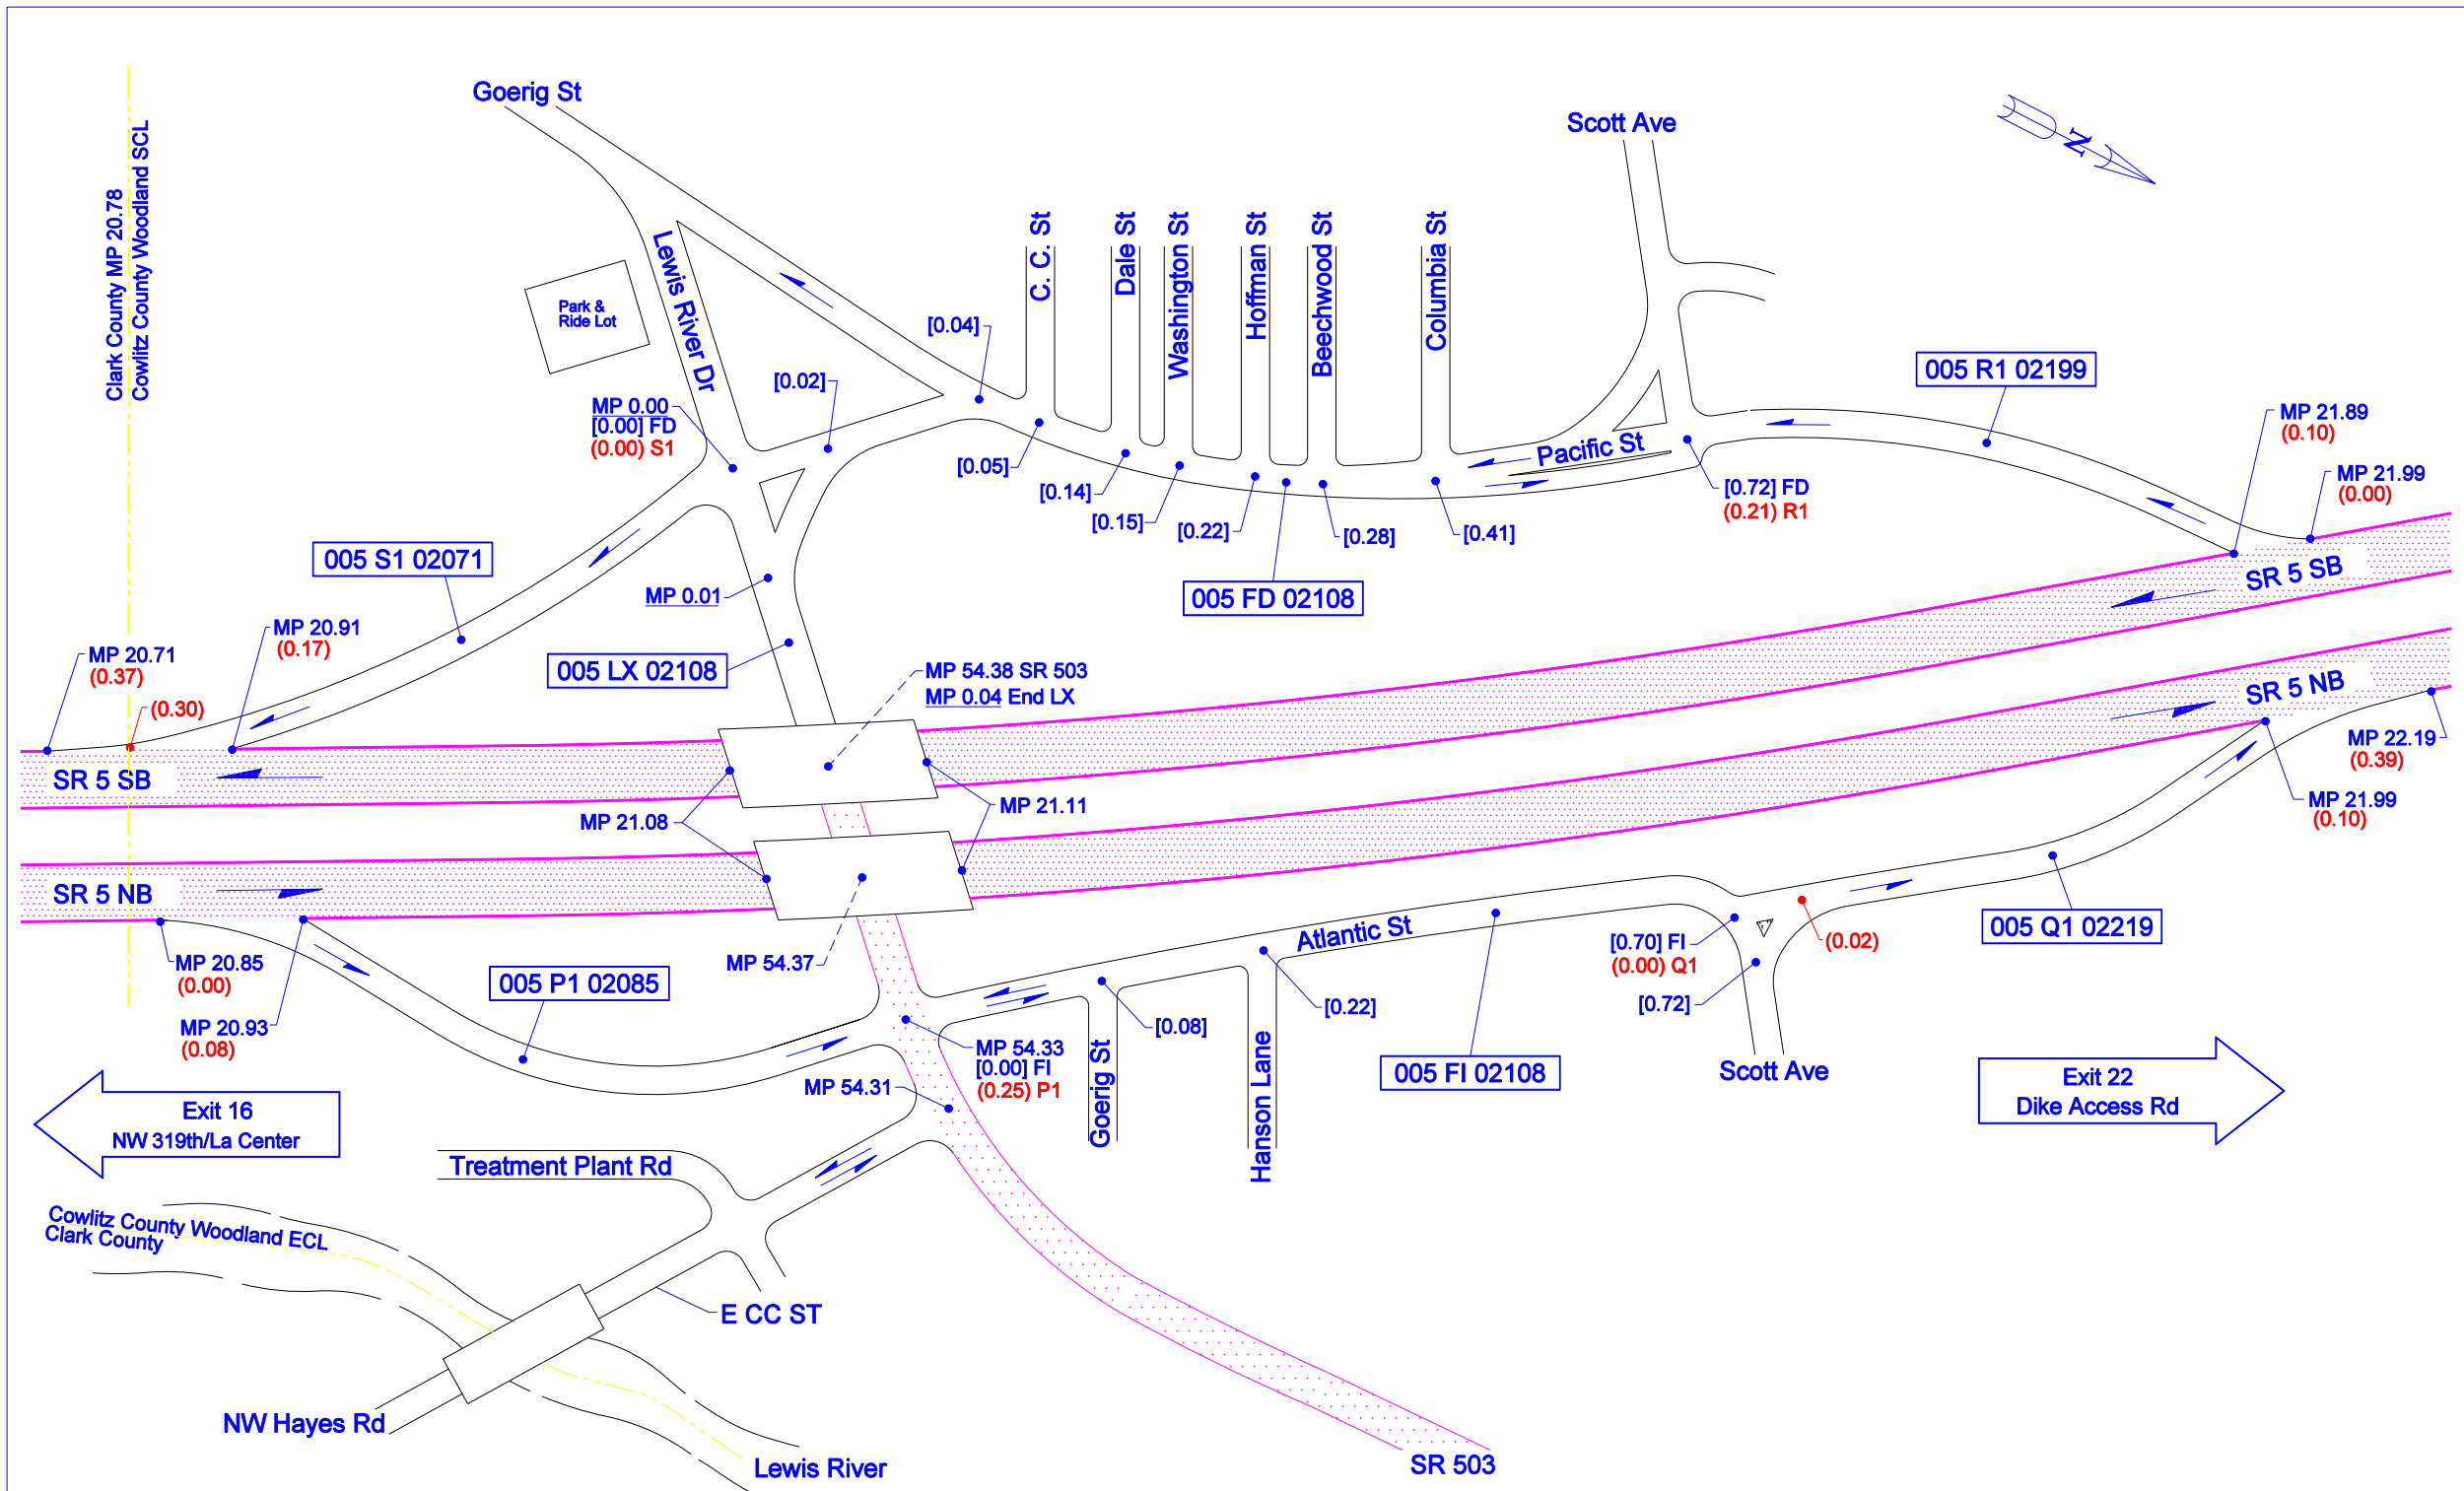 Goerig St
Scott Ave
N
Clark County MP 20.78
Cowlitz County Woodland SCL
Lewis River Dr
Park &
Ride Lot
C. C. St
Dale St
Washington St
Hoffman St
Beechwood St
Columbia St
[0.04]
[0.02]
MP 0.00
[0.00] FD
(0.00) S1
[0.05]
[0.14]
[0.15]
[0.22]
[0.28]
[0.41]
Pacific St
[0.72] FD
(0.21) R1
005 R1 02199
MP 21.89
(0.10)
MP 21.99
(0.00)
005 S1 02071
MP 0.01
005 FD 02108
SR 5 SB
MP 20.71
(0.37)
(0.30)
MP 20.91
(0.17)
005 LX 02108
MP 54.38 SR 503
MP 0.04 End LX
SR 5 NB
MP 22.19
(0.39)
SR 5 SB
MP 21.08
MP 21.11
MP 21.99
(0.10)
SR 5 NB
MP 20.85
(0.00)
MP 20.93
(0.08)
005 P1 02085
MP 54.37
Atlantic St
[0.70] FI
(0.00) Q1
(0.02)
005 Q1 02219
[0.72]
[0.08]
[0.22]
MP 54.33
[0.00] FI
(0.25) P1
MP 54.31
Goerig St
Hanson Lane
005 FI 02108
Scott Ave
Exit 22
Dike Access Rd
Exit 16
NW 319th/La Center
Treatment Plant Rd
Cowlitz County Woodland ECL
Clark County
E CC ST
NW Hayes Rd
Lewis River
SR 503